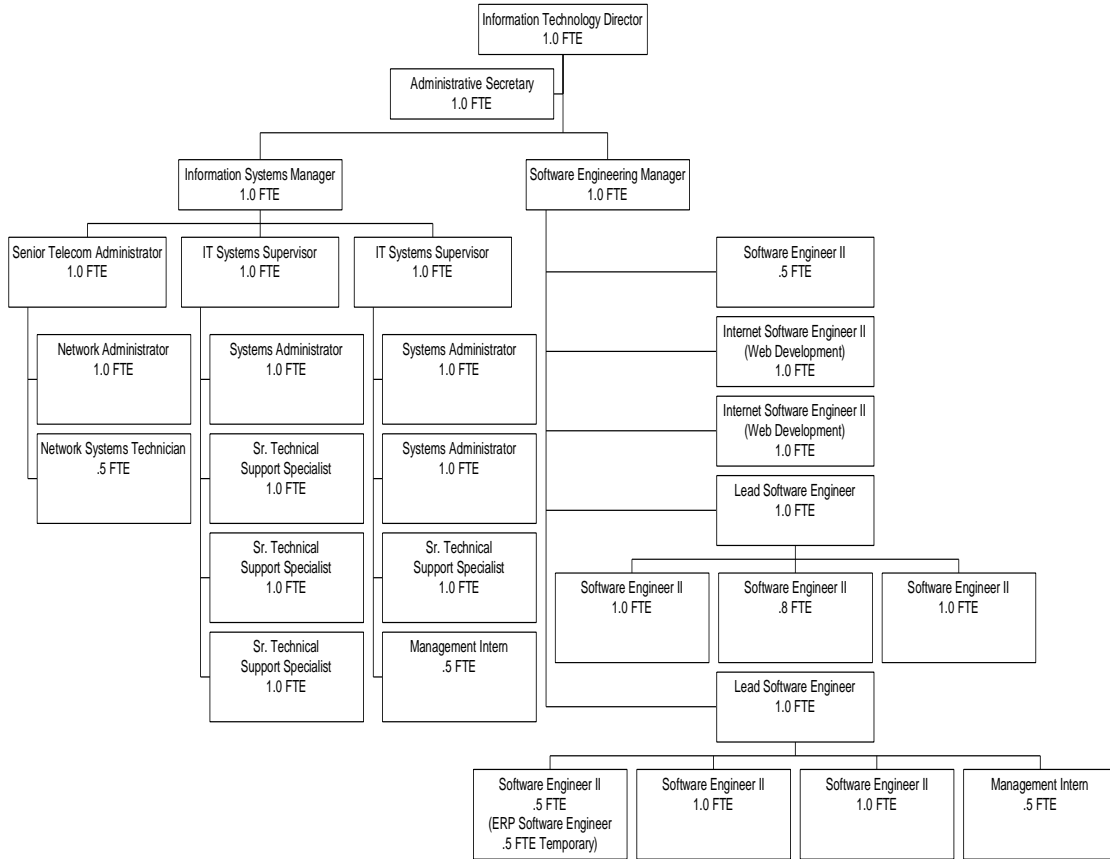 Information Technology Director
1.0 FTE
Administrative Secretary
1.0 FTE
Information Systems Manager
1.0 FTE
Software Engineering Manager
1.0 FTE
Senior Telecom Administrator
1.0 FTE
IT Systems Supervisor
1.0 FTE
IT Systems Supervisor
1.0 FTE
Network Administrator
1.0 FTE
Network Systems Technician
.5 FTE
Systems Administrator
1.0 FTE
Sr. Technical
Support Specialist
1.0 FTE
Sr. Technical
Support Specialist
1.0 FTE
Sr. Technical
Support Specialist
1.0 FTE
Systems Administrator
1.0 FTE
Systems Administrator
1.0 FTE
Sr. Technical
Support Specialist
1.0 FTE
Management Intern
.5 FTE
Software Engineer II
.5 FTE
Internet Software Engineer II
(Web Development)
1.0 FTE
Internet Software Engineer II
(Web Development)
1.0 FTE
Lead Software Engineer
1.0 FTE
Software Engineer II
1.0 FTE
Software Engineer II
.8 FTE
Software Engineer II
1.0 FTE
Lead Software Engineer
1.0 FTE
Software Engineer II
.5 FTE
(ERP Software Engineer
.5 FTE Temporary)
Software Engineer II
1.0 FTE
Software Engineer II
1.0 FTE
Management Intern
.5 FTE